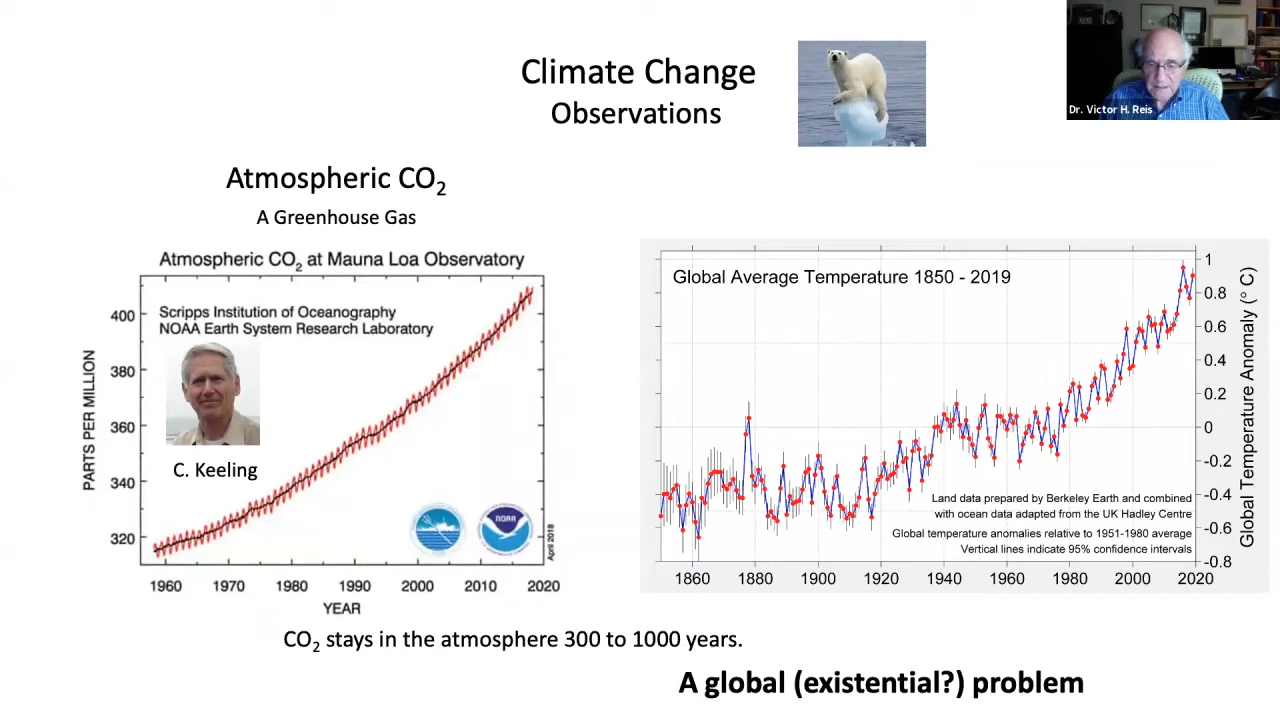 Climate Change
Observations
Dr. Victor H. Reis
Atmospheric CO₂
A Greenhouse Gas
Atmospheric CO₂ at Mauna Loa Observatory
Scripps Institution of Oceanography
NOAA Earth System Research Laboratory
C. Keeling
PARTS PER MILLION
400
380
360
340
320
NOAA
April 2018
1960 1970 1980 1990 2000 2010 2020
YEAR
Global Average Temperature 1850 - 2019
1
0.8
0.6
0.4
0.2
0
-0.2
-0.4
-0.6
-0.8
Global Temperature Anomaly (° C)
Land data prepared by Berkeley Earth and combined
with ocean data adapted from the UK Hadley Centre
Global temperature anomalies relative to 1951-1980 average
Vertical lines indicate 95% confidence intervals
1860 1880 1900 1920 1940 1960 1980 2000 2020
CO₂ stays in the atmosphere 300 to 1000 years.
A global (existential?) problem